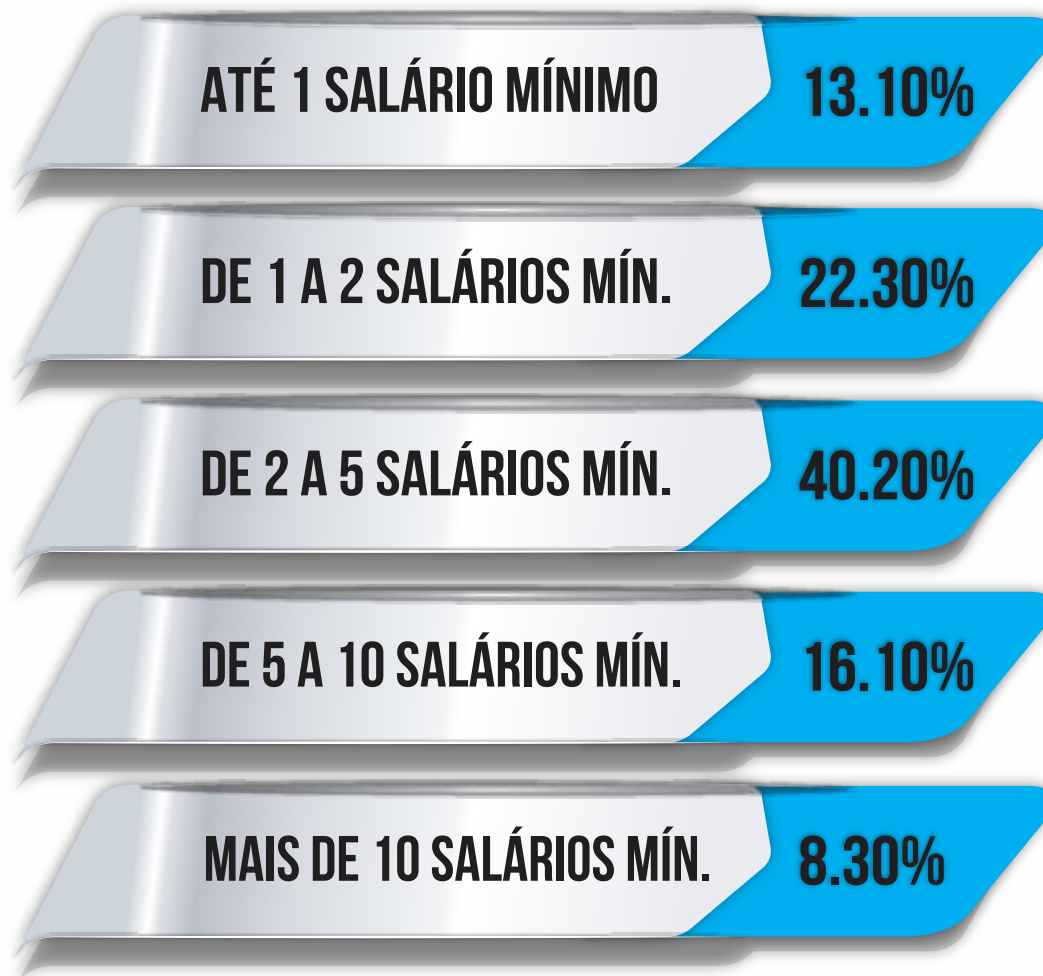 ATÉ 1 SALÁRIO MÍNIMO 13.10%
DE 1 A 2 SALÁRIOS MÍN. 22.30%
DE 2 A 5 SALÁRIOS MÍN. 40.20%
DE 5 A 10 SALÁRIOS MÍN. 16.10%
MAIS DE 10 SALÁRIOS MÍN. 8.30%